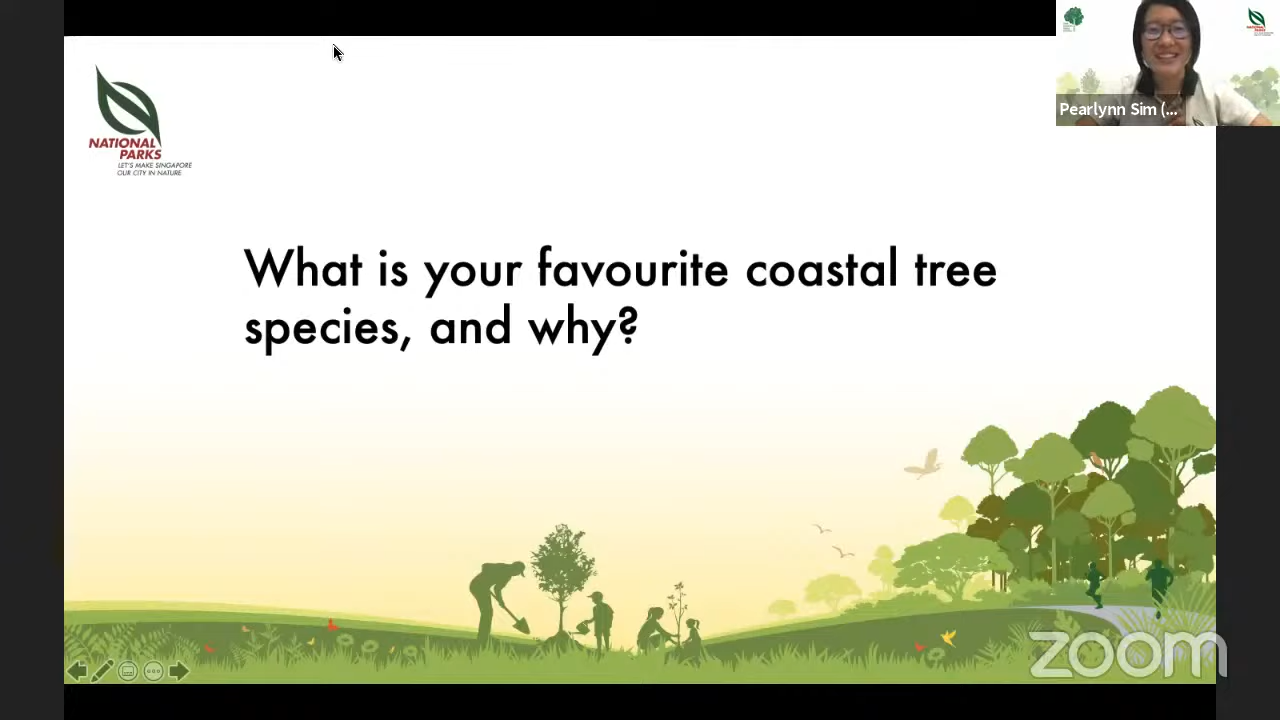 NATIONAL
PARKS
LET'S MAKE SINGAPORE
OUR CITY IN NATURE
What is your favourite coastal tree
species, and why?
Pearlynn Sim (...
zoom